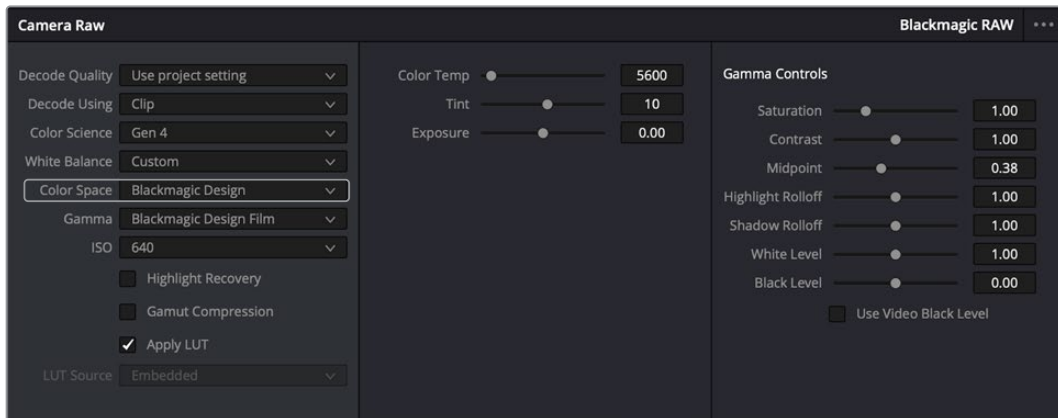 Camera Raw
Blackmagic RAW
Decode Quality Use project setting
Decode Using Clip
Color Science Gen 4
White Balance Custom
Color Space Blackmagic Design
Gamma Blackmagic Design Film
ISO 640
Highlight Recovery
Gamut Compression
Apply LUT
LUT Source Embedded
Color Temp 5600
Tint 10
Exposure 0.00
Gamma Controls
Saturation 1.00
Contrast 1.00
Midpoint 0.38
Highlight Rolloff 1.00
Shadow Rolloff 1.00
White Level 1.00
Black Level 0.00
Use Video Black Level